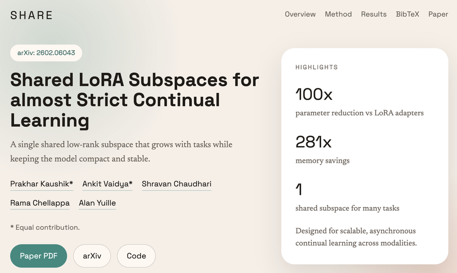 SHARE
Overview Method Results BibTeX Paper
arXiv: 2602.06043
Shared LoRA Subspaces for
almost Strict Continual
Learning
A single shared low-rank subspace that grows with tasks while
keeping the model compact and stable.
Prakhar Kaushik* Ankit Vaidya* Shravan Chaudhari
Rama Chellappa Alan Yuille
* Equal contribution.
Paper PDF arXiv Code
HIGHLIGHTS
100x
parameter reduction vs LoRA adapters
281x
memory savings
1
shared subspace for many tasks
Designed for scalable, asynchronous
continual learning across modalities.